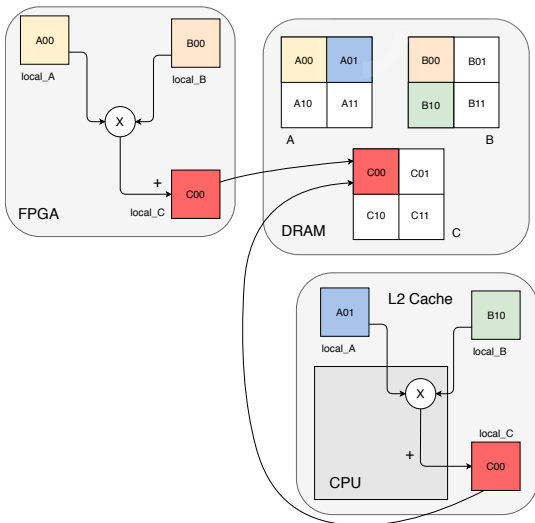 A00
B00
local_A
local_B
X
+
C00
local_C
FPGA
A00 A01
A10 A11
A
B00 B01
B10 B11
B
C00 C01
C10 C11
C
DRAM
L2 Cache
A01
B10
local_A
local_B
X
+
local_C
C00
CPU